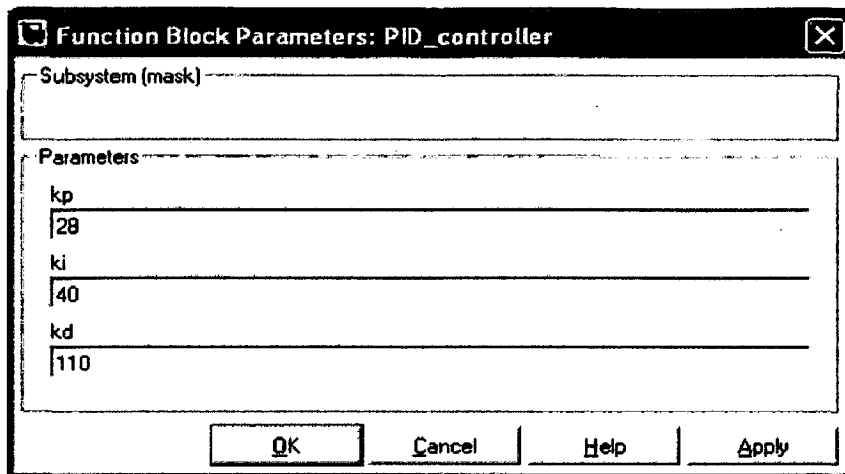 Function Block Parameters: PID_controller
Subsystem (mask)
Parameters
kp
28
ki
40
kd
110
OK Cancel Help Apply